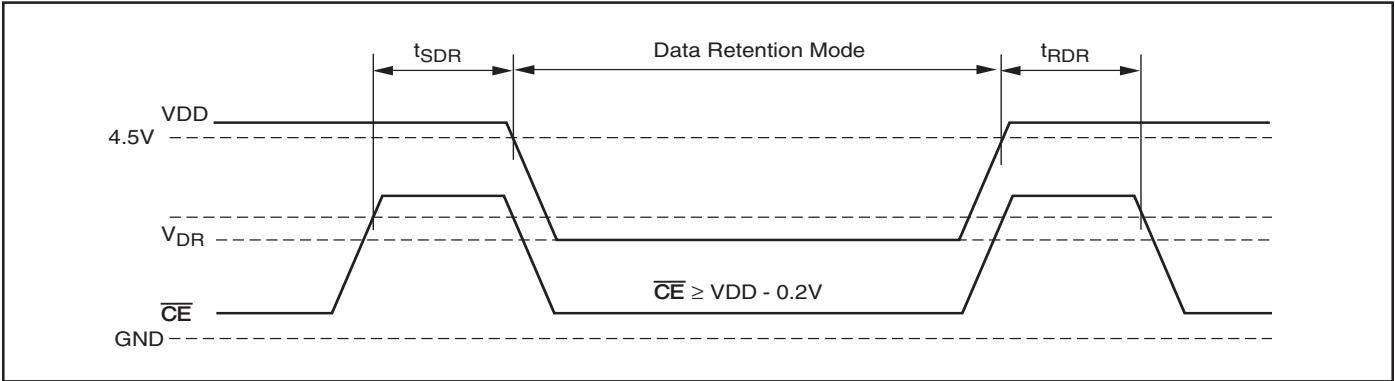 tSDR
Data Retention Mode
tRDR
VDD
4.5V
VDR
CE ≥ VDD - 0.2V
CE
GND